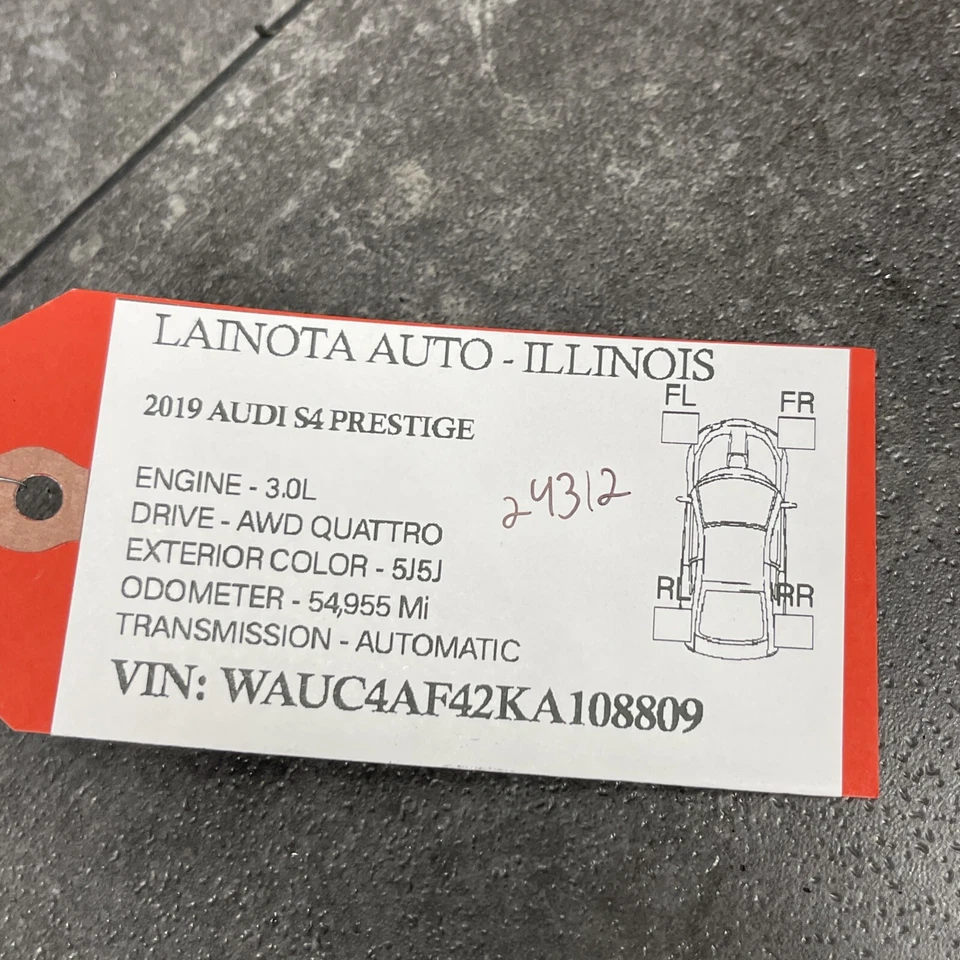 LAINOTA AUTO - ILLINOIS
2019 AUDI S4 PRESTIGE
FL FR
ENGINE - 3.0L
DRIVE - AWD QUATTRO
24312
EXTERIOR COLOR - 5J5J
ODOMETER - 54,955 Mi
RL RR
TRANSMISSION - AUTOMATIC
VIN: WAUC4AF42KA108809